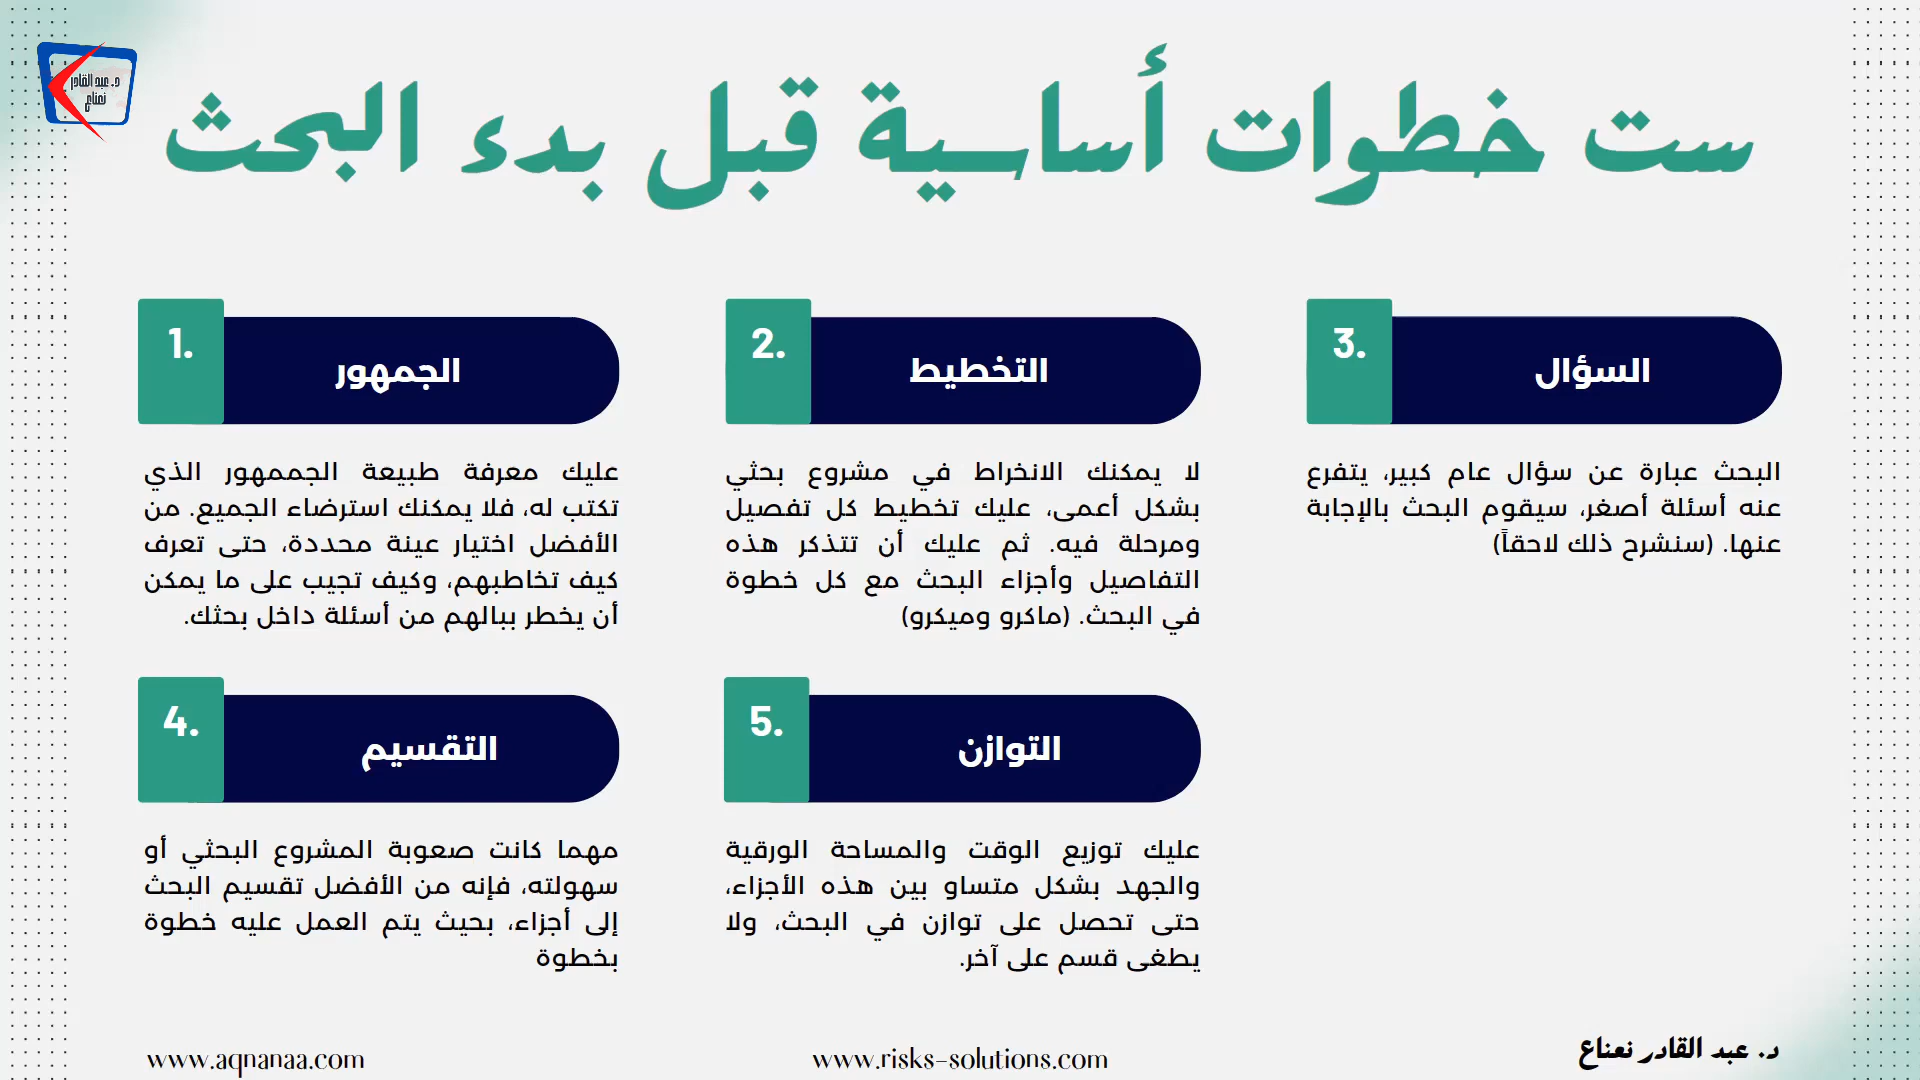 د. عبد القادر
نعناع
ست خطوات أساسية قبل بدء البحث
1.
الجمهور
عليك معرفة طبيعة الجممهور الذي
تكتب له، فلا يمكنك استرضاء الجميع. من
الأفضل اختيار عينة محددة، حتى تعرف
كيف تخاطبهم، وكيف تجيب على ما يمكن
أن يخطر ببالهم من أسئلة داخل بحثك.
2.
التخطيط
لا يمكنك الانخراط في مشروع بحثي
بشكل أعمى، عليك تخطيط كل تفصيل
ومرحلة فيه. ثم عليك أن تتذكر هذه
التفاصيل وأجزاء البحث مع كل خطوة
في البحث. (ماكرو وميكرو)
3.
السؤال
البحث عبارة عن سؤال عام كبير، يتفرع
عنه أسئلة أصغر، سيقوم البحث بالإجابة
عنها. (سنشرح ذلك لاحقاً)
4.
التقسيم
مهما كانت صعوبة المشروع البحثي أو
سهولته، فإنه من الأفضل تقسيم البحث
إلى أجزاء، بحيث يتم العمل عليه خطوة
بخطوة
5.
التوازن
عليك توزيع الوقت والمساحة الورقية
والجهد بشكل متساو بين هذه الأجزاء،
حتى تحصل على توازن في البحث، ولا
يطغى قسم على آخر.
www.aqnanaa.com
www.risks-solutions.com
د. عبد القادر نعناع